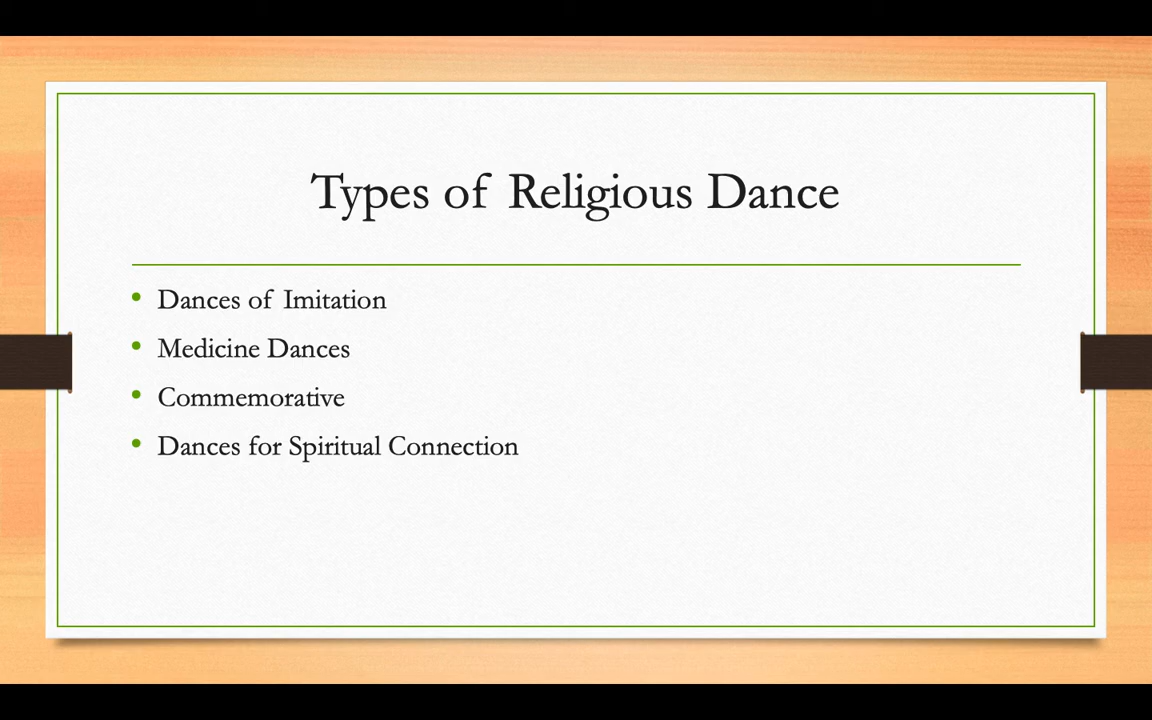 Types of Religious Dance
Dances of Imitation
Medicine Dances
Commemorative
Dances for Spiritual Connection